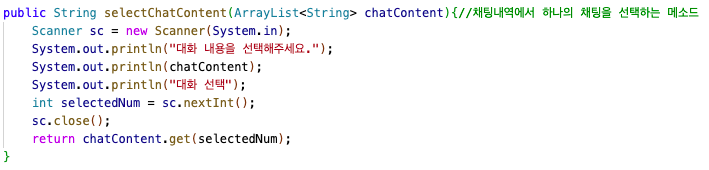 public String selectChatContent(ArrayList<String> chatContent){//채팅내역에서 하나의 채팅을 선택하는 메소드
    Scanner sc = new Scanner(System.in);
    System.out.println("대화 내용을 선택해주세요.");
    System.out.println(chatContent);
    System.out.println("대화 선택");
    int selectedNum = sc.nextInt();
    sc.close();
    return chatContent.get(selectedNum);
}